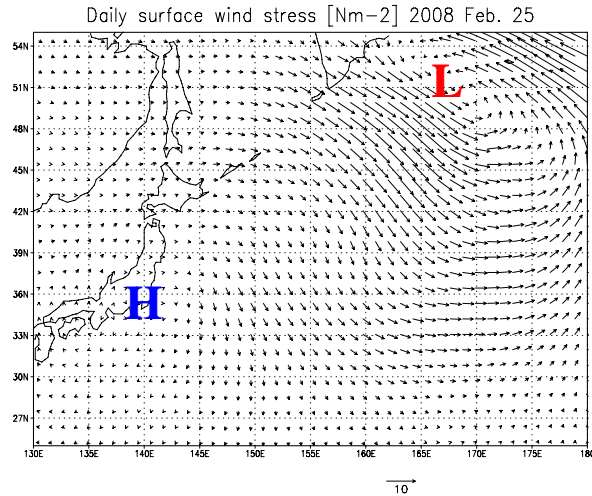 Daily surface wind stress [Nm-2] 2008 Feb. 25
54N
L
51N
48N
45N
42N
39N
36N
H
33N
30N
27N
130E 135E 140E 145E 150E 155E 160E 165E 170E 175E 180
10